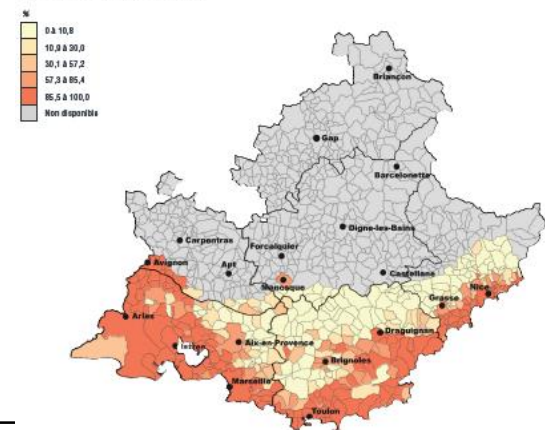 %
0 à 10,8
10,9 à 30,0
30,1 à 57,2
57,3 à 85,4
85,5 à 100,0
Non disponible
Briançon
Gap
Barcelonette
Digne-les-Bains
Carpentras
Forcalquier
Avignon
Apt
Castellane
Manosque
Nice
Grasse
Arles
Draguignan
Istres
Aix-en-Provence
Brignoles
Marseille
Toulon